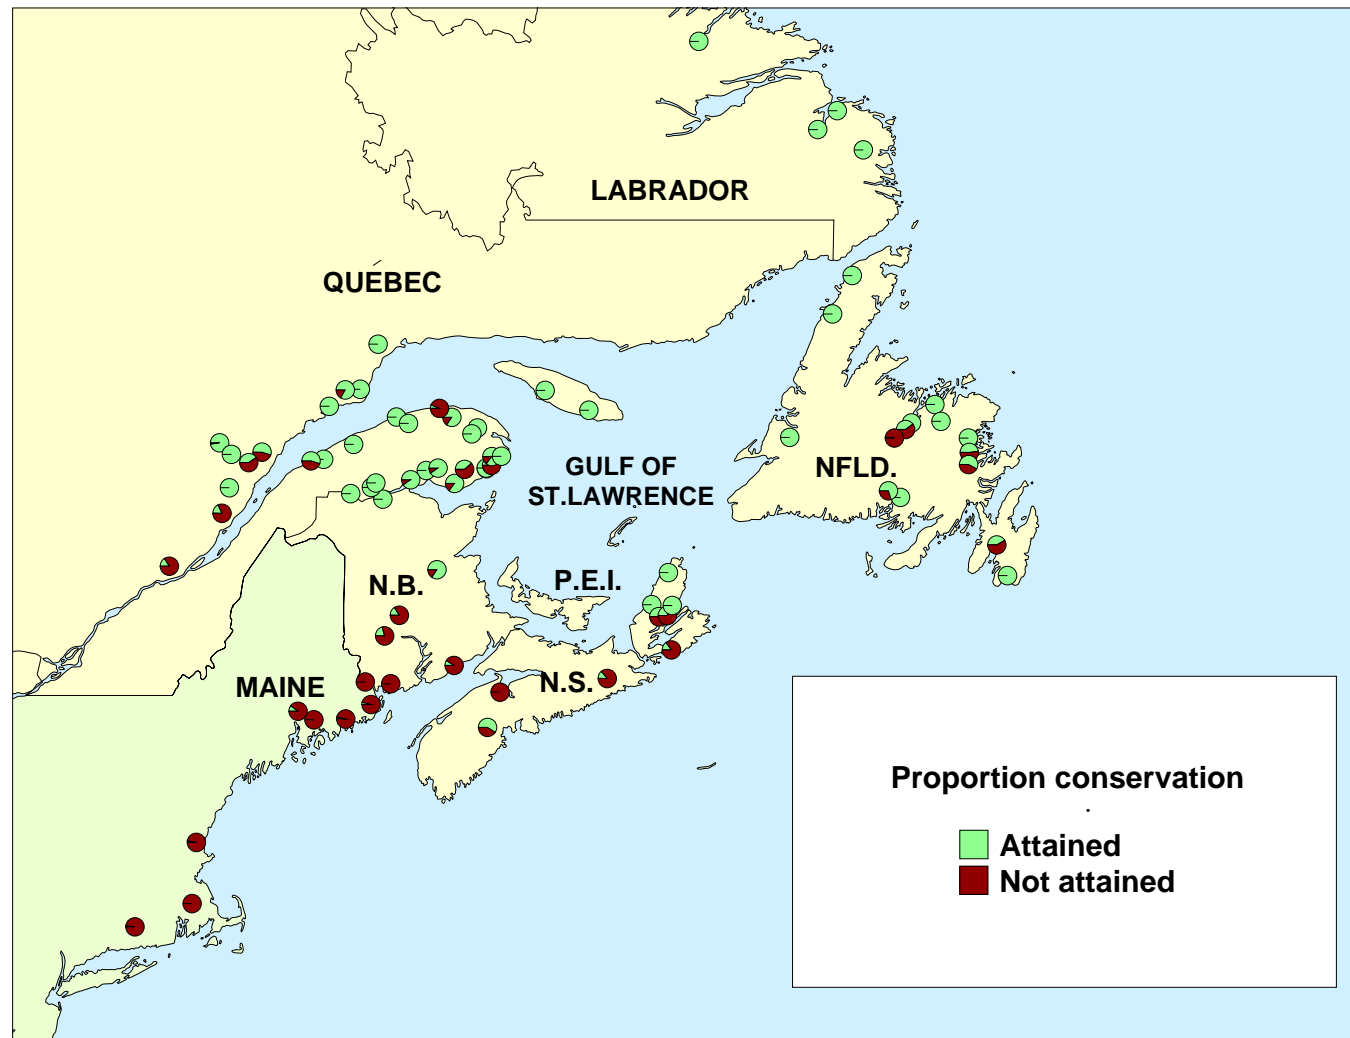 LABRADOR
QUÉBEC
GULF OF
ST.LAWRENCE
NFLD.
P.E.I.
N.B.
N.S.
MAINE
Proportion conservation
Attained
Not attained